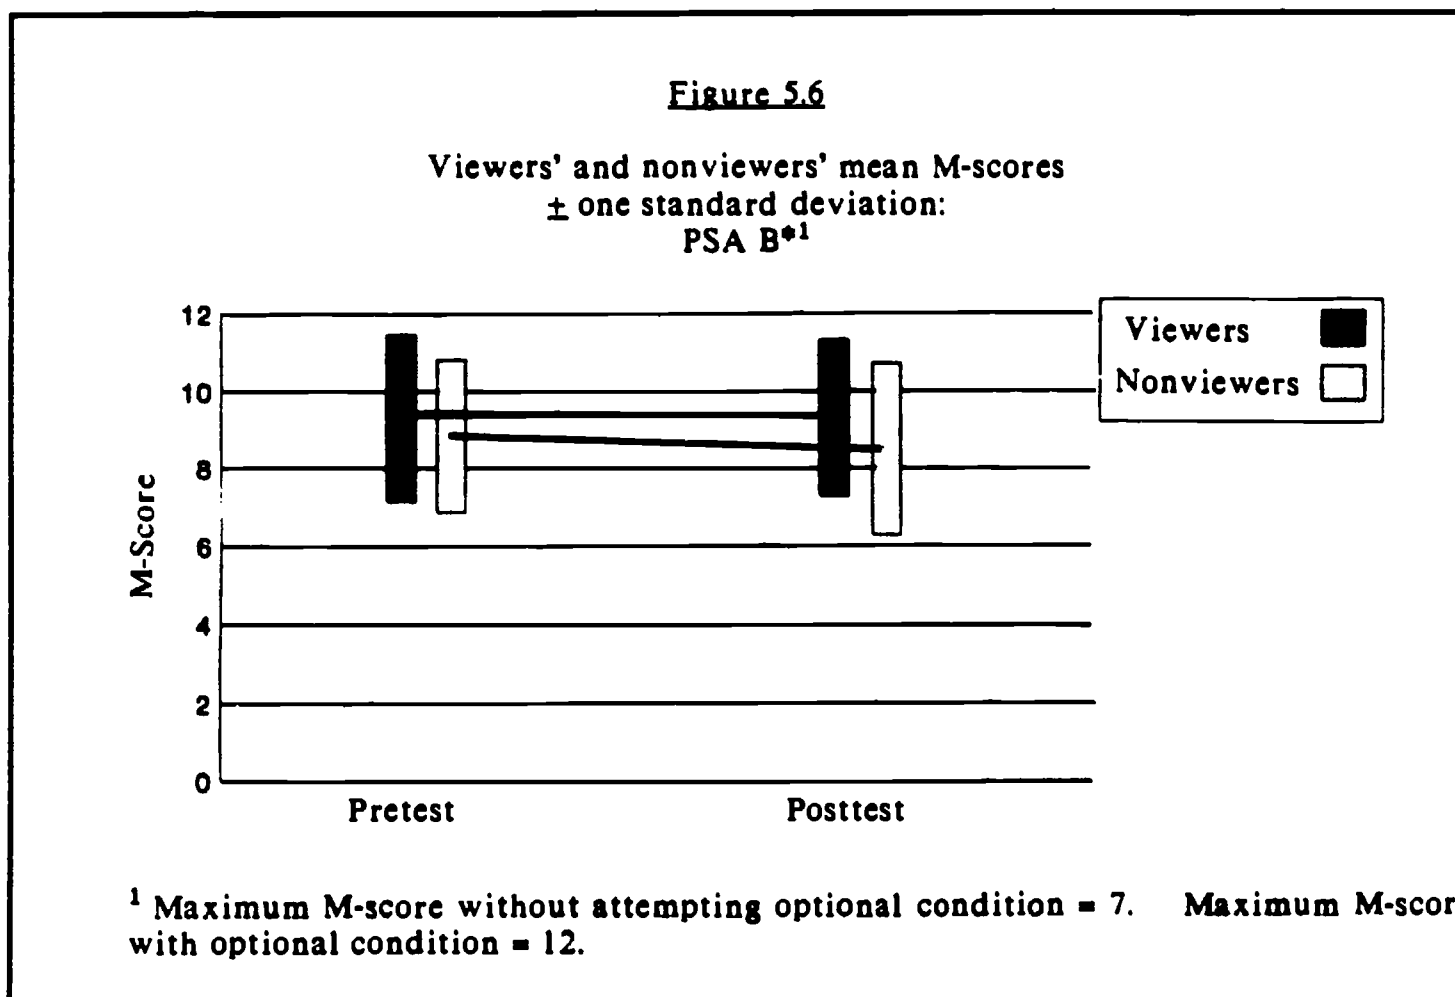 Figure 5.6
Viewers' and nonviewers' mean M-scores
± one standard deviation:
PSA B*1
12
10
8
6
4
2
0
M-Score
Pretest
Posttest
Viewers
Nonviewers
1 Maximum M-score without attempting optional condition = 7. Maximum M-scor
with optional condition = 12.